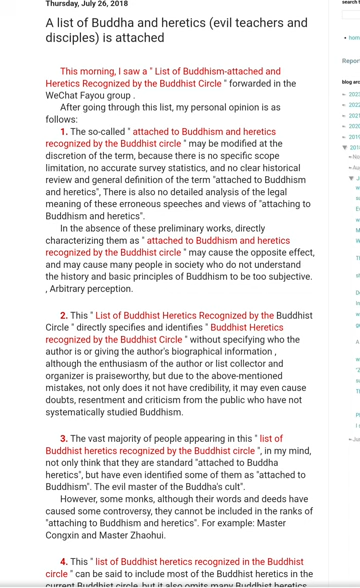 Thursday, July 26, 2018
search t
A list of Buddha and heretics (evil teachers and
disciples) is attached
hom
Repor
This morning, I saw a " List of Buddhism-attached and
Heretics Recognized by the Buddhist Circle " forwarded in the
WeChat Fayou group .
After going through this list, my personal opinion is as
follows:
1. The so-called " attached to Buddhism and heretics
recognized by the Buddhist circle " may be modified at the
discretion of the term, because there is no specific scope
limitation, no accurate survey statistics, and no clear historical
review and general definition of the term "attached to Buddhism
and heretics", There is also no detailed analysis of the legal
meaning of these erroneous speeches and views of "attaching to
Buddhism and heretics".
In the absence of these preliminary works, directly
characterizing them as " attached to Buddhism and heretics
recognized by the Buddhist circle " may cause the opposite effect,
and may cause many people in society who do not understand
the history and basic principles of Buddhism to be too subjective.
, Arbitrary perception.
2. This " List of Buddhist Heretics Recognized by the Buddhist
Circle " directly specifies and identifies " Buddhist Heretics
recognized by the Buddhist Circle " without specifying who the
author is or giving the author's biographical information ,
although the enthusiasm of the author or list collector and
organizer is praiseworthy, but due to the above-mentioned
mistakes, not only does it not have credibility, it may even cause
doubts, resentment and criticism from the public who have not
systematically studied Buddhism.
3. The vast majority of people appearing in this " list of
Buddhist heretics recognized by the Buddhist circle ", in my mind,
not only think that they are standard "attached to Buddha
heretics", but have even identified some of them as "attached to
Buddhism". The evil master of the Buddha's cult".
However, some monks, although their words and deeds have
caused some controversy, they cannot be included in the ranks of
"attaching to Buddhism and heretics". For example: Master
Congxin and Master Zhaohui.
4. This " list of Buddhist heretics recognized in the Buddhist
circle " can be said to include most of the Buddhist heretics in the
current Buddhist circle, but it also omits many Buddhist heretics
blog arc